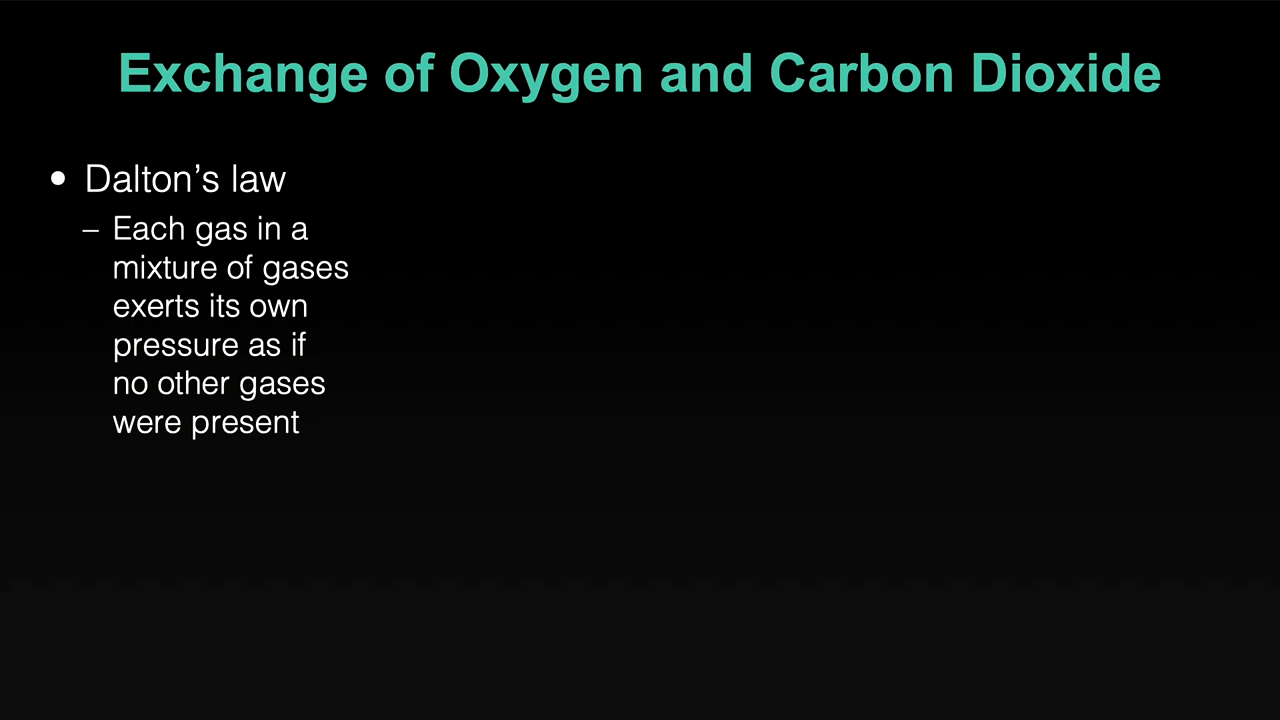 Exchange of Oxygen and Carbon Dioxide
• Dalton’s law
– Each gas in a
mixture of gases
exerts its own
pressure as if
no other gases
were present